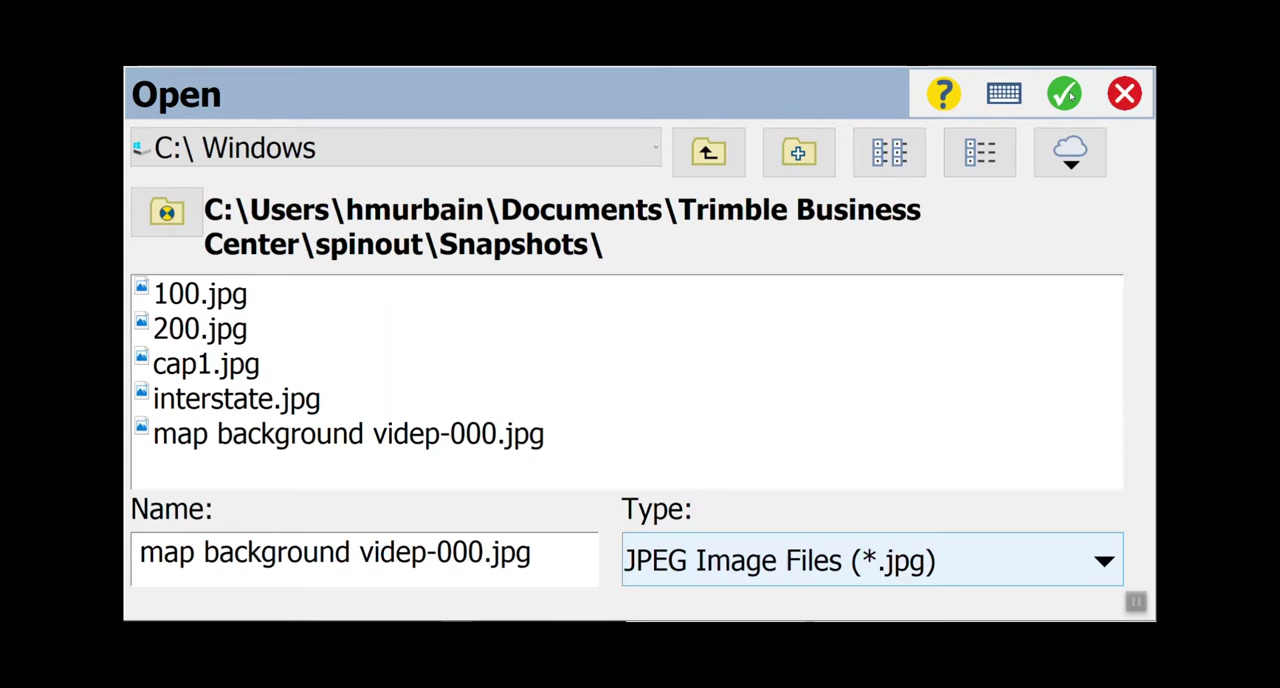 Open
C:\ Windows
C:\Users\hmurbain\Documents\Trimble Business
Center\spinout\Snapshots\
100.jpg
200.jpg
cap1.jpg
interstate.jpg
map background videp-000.jpg
Name:
Type:
map background videp-000.jpg
JPEG Image Files (*.jpg)